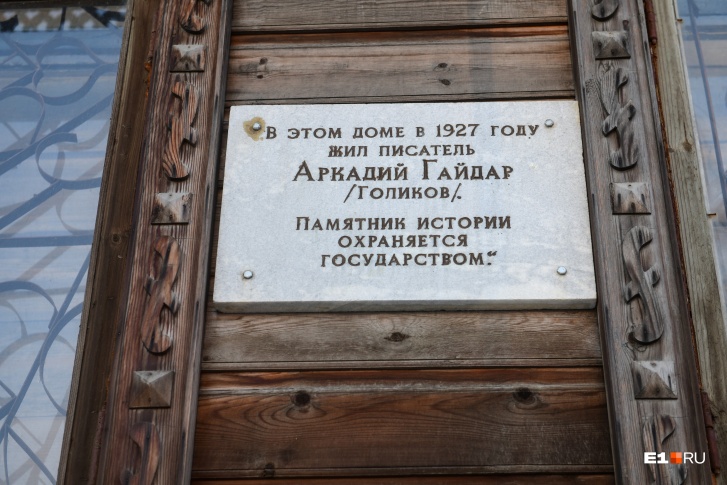 В этом доме в 1927 году
жил писатель
Аркадий Гайдар
/Голиков/.
Памятник истории
охраняется
государством."
E1.RU